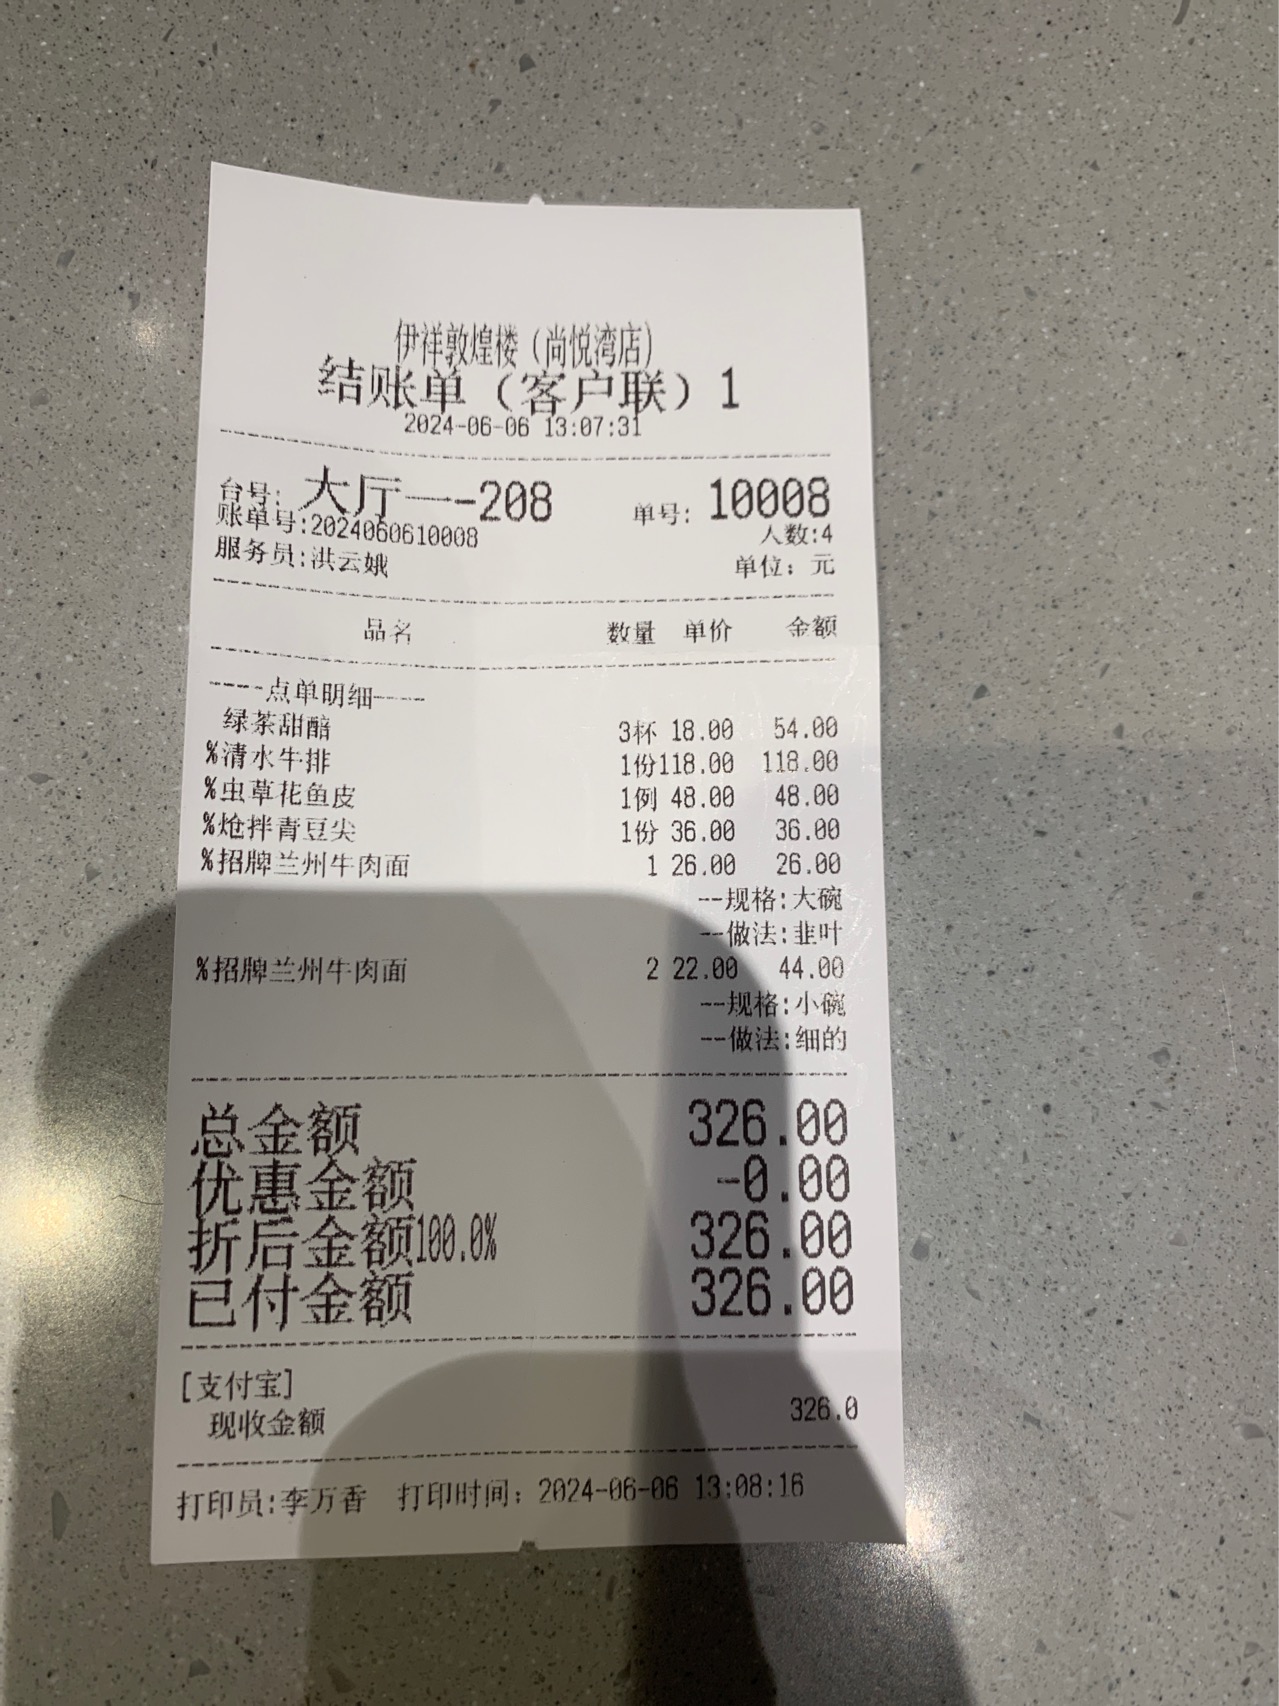 伊祥敦煌楼（尚悦湾店）
结账单（客户联）1
2024-06-06 13:07:31
台号: 大厅一-208 单号: 10008
账单号:2024060610008 人数:4
服务员:洪云娥 单位：元
品名 数量 单价 金额
----点单明细----
绿茶甜醅 3杯 18.00 54.00
%清水牛排 1份118.00 118.00
%虫草花鱼皮 1例 48.00 48.00
%炝拌青豆尖 1份 36.00 36.00
%招牌兰州牛肉面 1 26.00 26.00
--规格:大碗
--做法:韭叶
%招牌兰州牛肉面 2 22.00 44.00
--规格:小碗
--做法:细的
总金额 326.00
优惠金额 -0.00
折后金额100.0% 326.00
已付金额 326.00
[支付宝]
现收金额 326.0
打印员:李万香 打印时间：2024-06-06 13:08:16